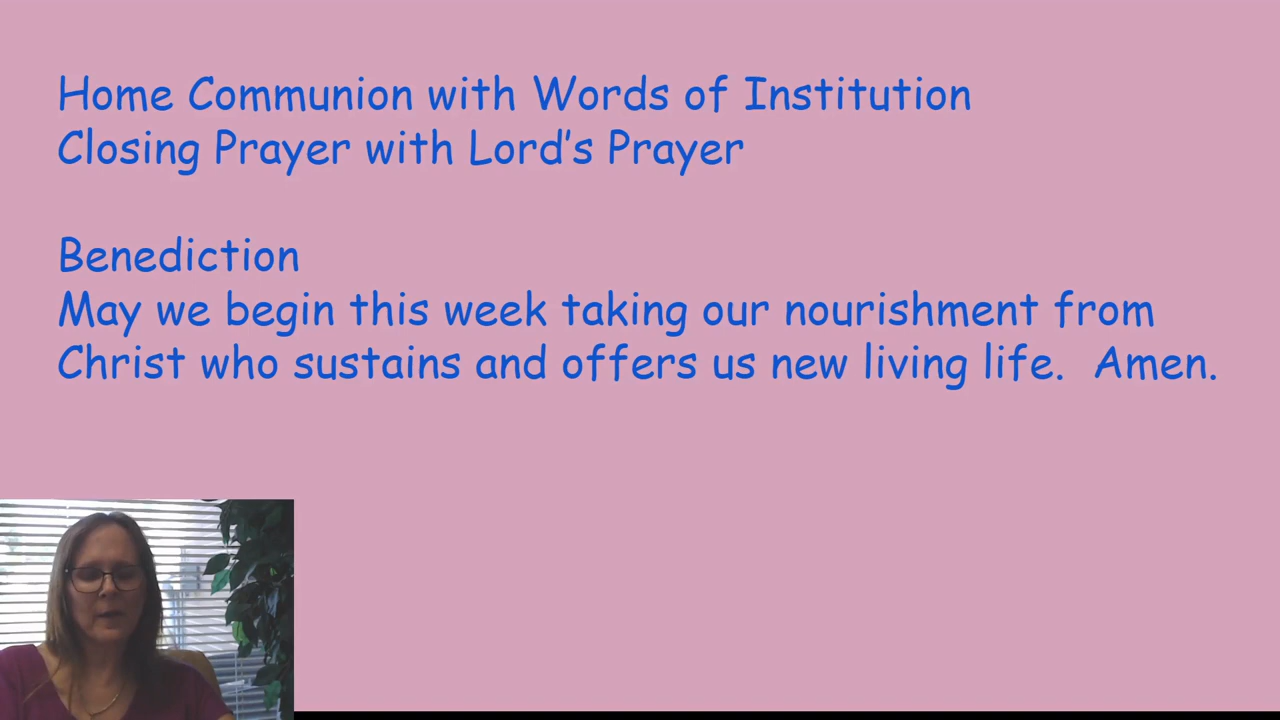 Home Communion with Words of Institution
Closing Prayer with Lord's Prayer
Benediction
May we begin this week taking our nourishment from
Christ who sustains and offers us new living life.  Amen.